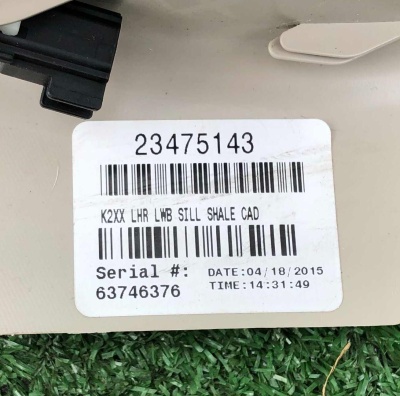 23475143
K2XX LHR LWB SILL SHALE CAD
Serial #: DATE:04/18/2015
63746376 TIME:14:31:49